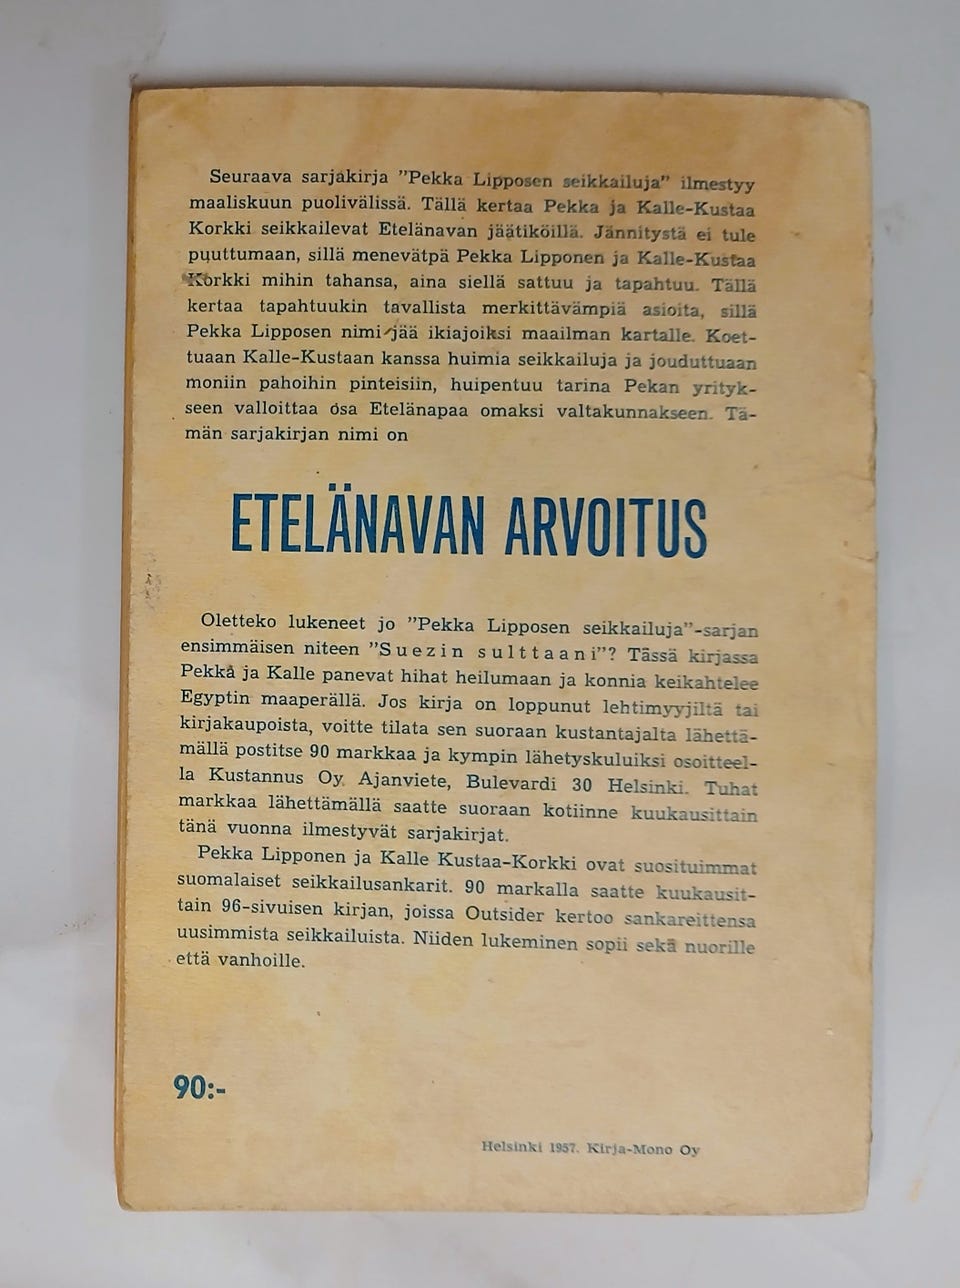 Seuraava sarjakirja "Pekka Lipposen seikkailuja" ilmestyy
maaliskuun puolivälissä. Tällä kertaa Pekka ja Kalle-Kustaa
Korkki seikkailevat Etelänavan jäätiköillä. Jännitystä ei tule
puuttumaan, sillä menevätpä Pekka Lipponen ja Kalle-Kustaa
Korkki mihin tahansa, aina siellä sattuu ja tapahtuu. Tällä
kertaa tapahtuukin tavallista merkittävämpiä asioita, sillä
Pekka Lipposen nimi jää ikiajoiksi maailman kartalle. Koet-
tuaan Kalle-Kustaan kanssa huimia seikkailuja ja jouduttuaan
moniin pahoihin pinteisiin, huipentuu tarina Pekan yrityk-
seen valloittaa osa Etelänapaa omaksi valtakunnakseen. Tä-
män sarjakirjan nimi on
ETELÄNAVAN ARVOITUS
Oletteko lukeneet jo "Pekka Lipposen seikkailuja"-sarjan
ensimmäisen niteen "Suezin sulttaani"? Tässä kirjassa
Pekka ja Kalle panevat hihat heilumaan ja konnia keikahtelee
Egyptin maaperällä. Jos kirja on loppunut lehtimyyjiltä tai
kirjakaupoista, voitte tilata sen suoraan kustantajalta lähettä-
mällä postitse 90 markkaa ja kympin lähetyskuluiksi osoitteel-
la Kustannus Oy Ajanviete, Bulevardi 30 Helsinki. Tuhat
markkaa lähettämällä saatte suoraan kotiinne kuukausittain
tänä vuonna ilmestyvät sarjakirjat.
Pekka Lipponen ja Kalle Kustaa-Korkki ovat suosituimmat
suomalaiset seikkailusankarit. 90 markalla saatte kuukausit-
tain 96-sivuisen kirjan, joissa Outsider kertoo sankareittensa
uusimmista seikkailuista. Niiden lukeminen sopii sekä nuorille
että vanhoille.
90:-
Helsinki 1957. Kirja-Mono Oy